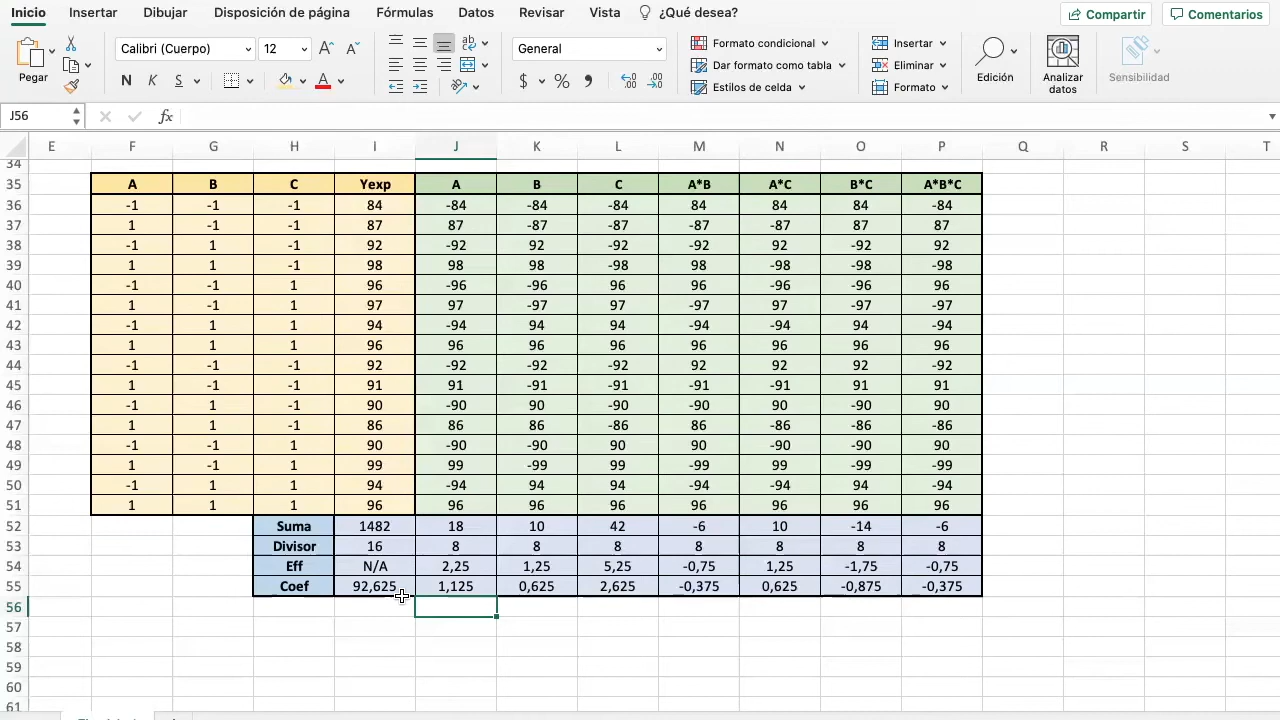 Inicio Insertar Dibujar Disposición de página Fórmulas Datos Revisar Vista ¿Qué desea? Compartir Comentarios
Calibri (Cuerpo) 12 A A ab General Formato condicional Insertar
Pegar N K S A $ % Dar formato como tabla Eliminar Edición Analizar datos Sensibilidad
Estilos de celda Formato
J56 fx
E F G H I J K L M N O P Q R S T
34
35 A B C Yexp A B C A*B A*C B*C A*B*C
36 -1 -1 -1 84 -84 -84 -84 84 84 84 -84
37 1 -1 -1 87 87 -87 -87 -87 -87 87 87
38 -1 1 -1 92 -92 92 -92 -92 92 -92 92
39 1 1 -1 98 98 98 -98 98 -98 -98 -98
40 -1 -1 1 96 -96 -96 96 96 -96 -96 96
41 1 -1 1 97 97 -97 97 -97 97 -97 -97
42 -1 1 1 94 -94 94 94 -94 -94 94 -94
43 1 1 1 96 96 96 96 96 96 96 96
44 -1 -1 -1 92 -92 -92 -92 92 92 92 -92
45 1 -1 -1 91 91 -91 -91 -91 -91 91 91
46 -1 1 -1 90 -90 90 -90 -90 90 -90 90
47 1 1 -1 86 86 86 -86 86 -86 -86 -86
48 -1 -1 1 90 -90 -90 90 90 -90 -90 90
49 1 -1 1 99 99 -99 99 -99 99 -99 -99
50 -1 1 1 94 -94 94 94 -94 -94 94 -94
51 1 1 1 96 96 96 96 96 96 96 96
52 Suma 1482 18 10 42 -6 10 -14 -6
53 Divisor 16 8 8 8 8 8 8 8
54 Eff N/A 2,25 1,25 5,25 -0,75 1,25 -1,75 -0,75
55 Coef 92,625 1,125 0,625 2,625 -0,375 0,625 -0,875 -0,375
56
57
58
59
60
61